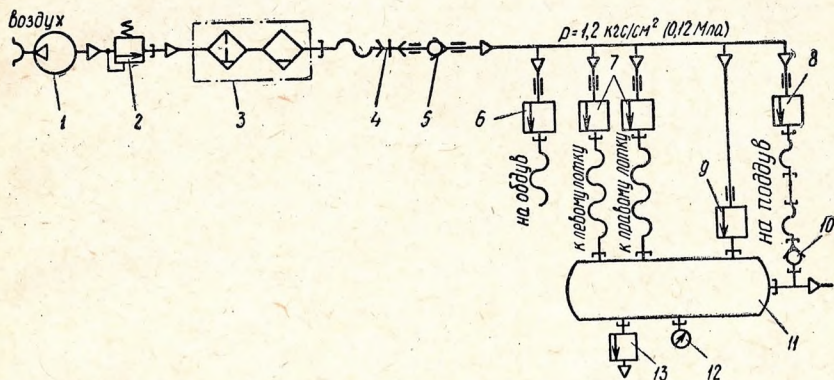 воздух
p=1,2 кгс/см² (0,12 Мпа)
1
2
3
4
5
6
7
8
на обдув
к левому лотку
к правому лотку
9
на поддув
10
11
12
13